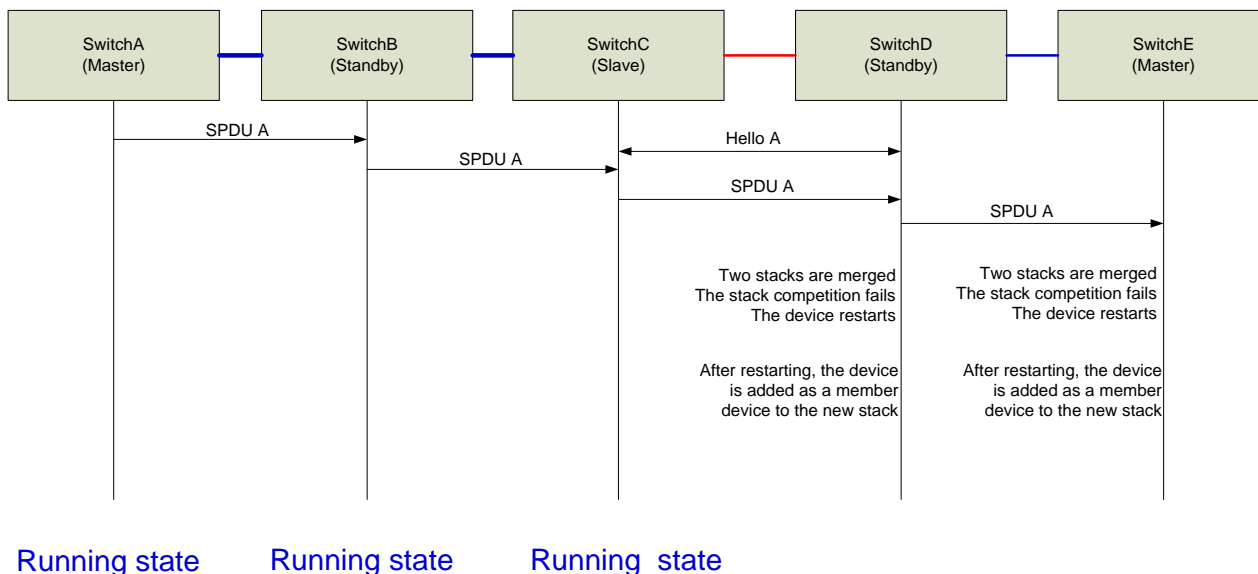 SwitchA
(Master)
SwitchB
(Standby)
SwitchC
(Slave)
SwitchD
(Standby)
SwitchE
(Master)
SPDU A
Hello A
SPDU A
SPDU A
SPDU A
Two stacks are merged
The stack competition fails
The device restarts
Two stacks are merged
The stack competition fails
The device restarts
After restarting, the device
is added as a member
device to the new stack
After restarting, the device
is added as a member
device to the new stack
Running state
Running state
Running state